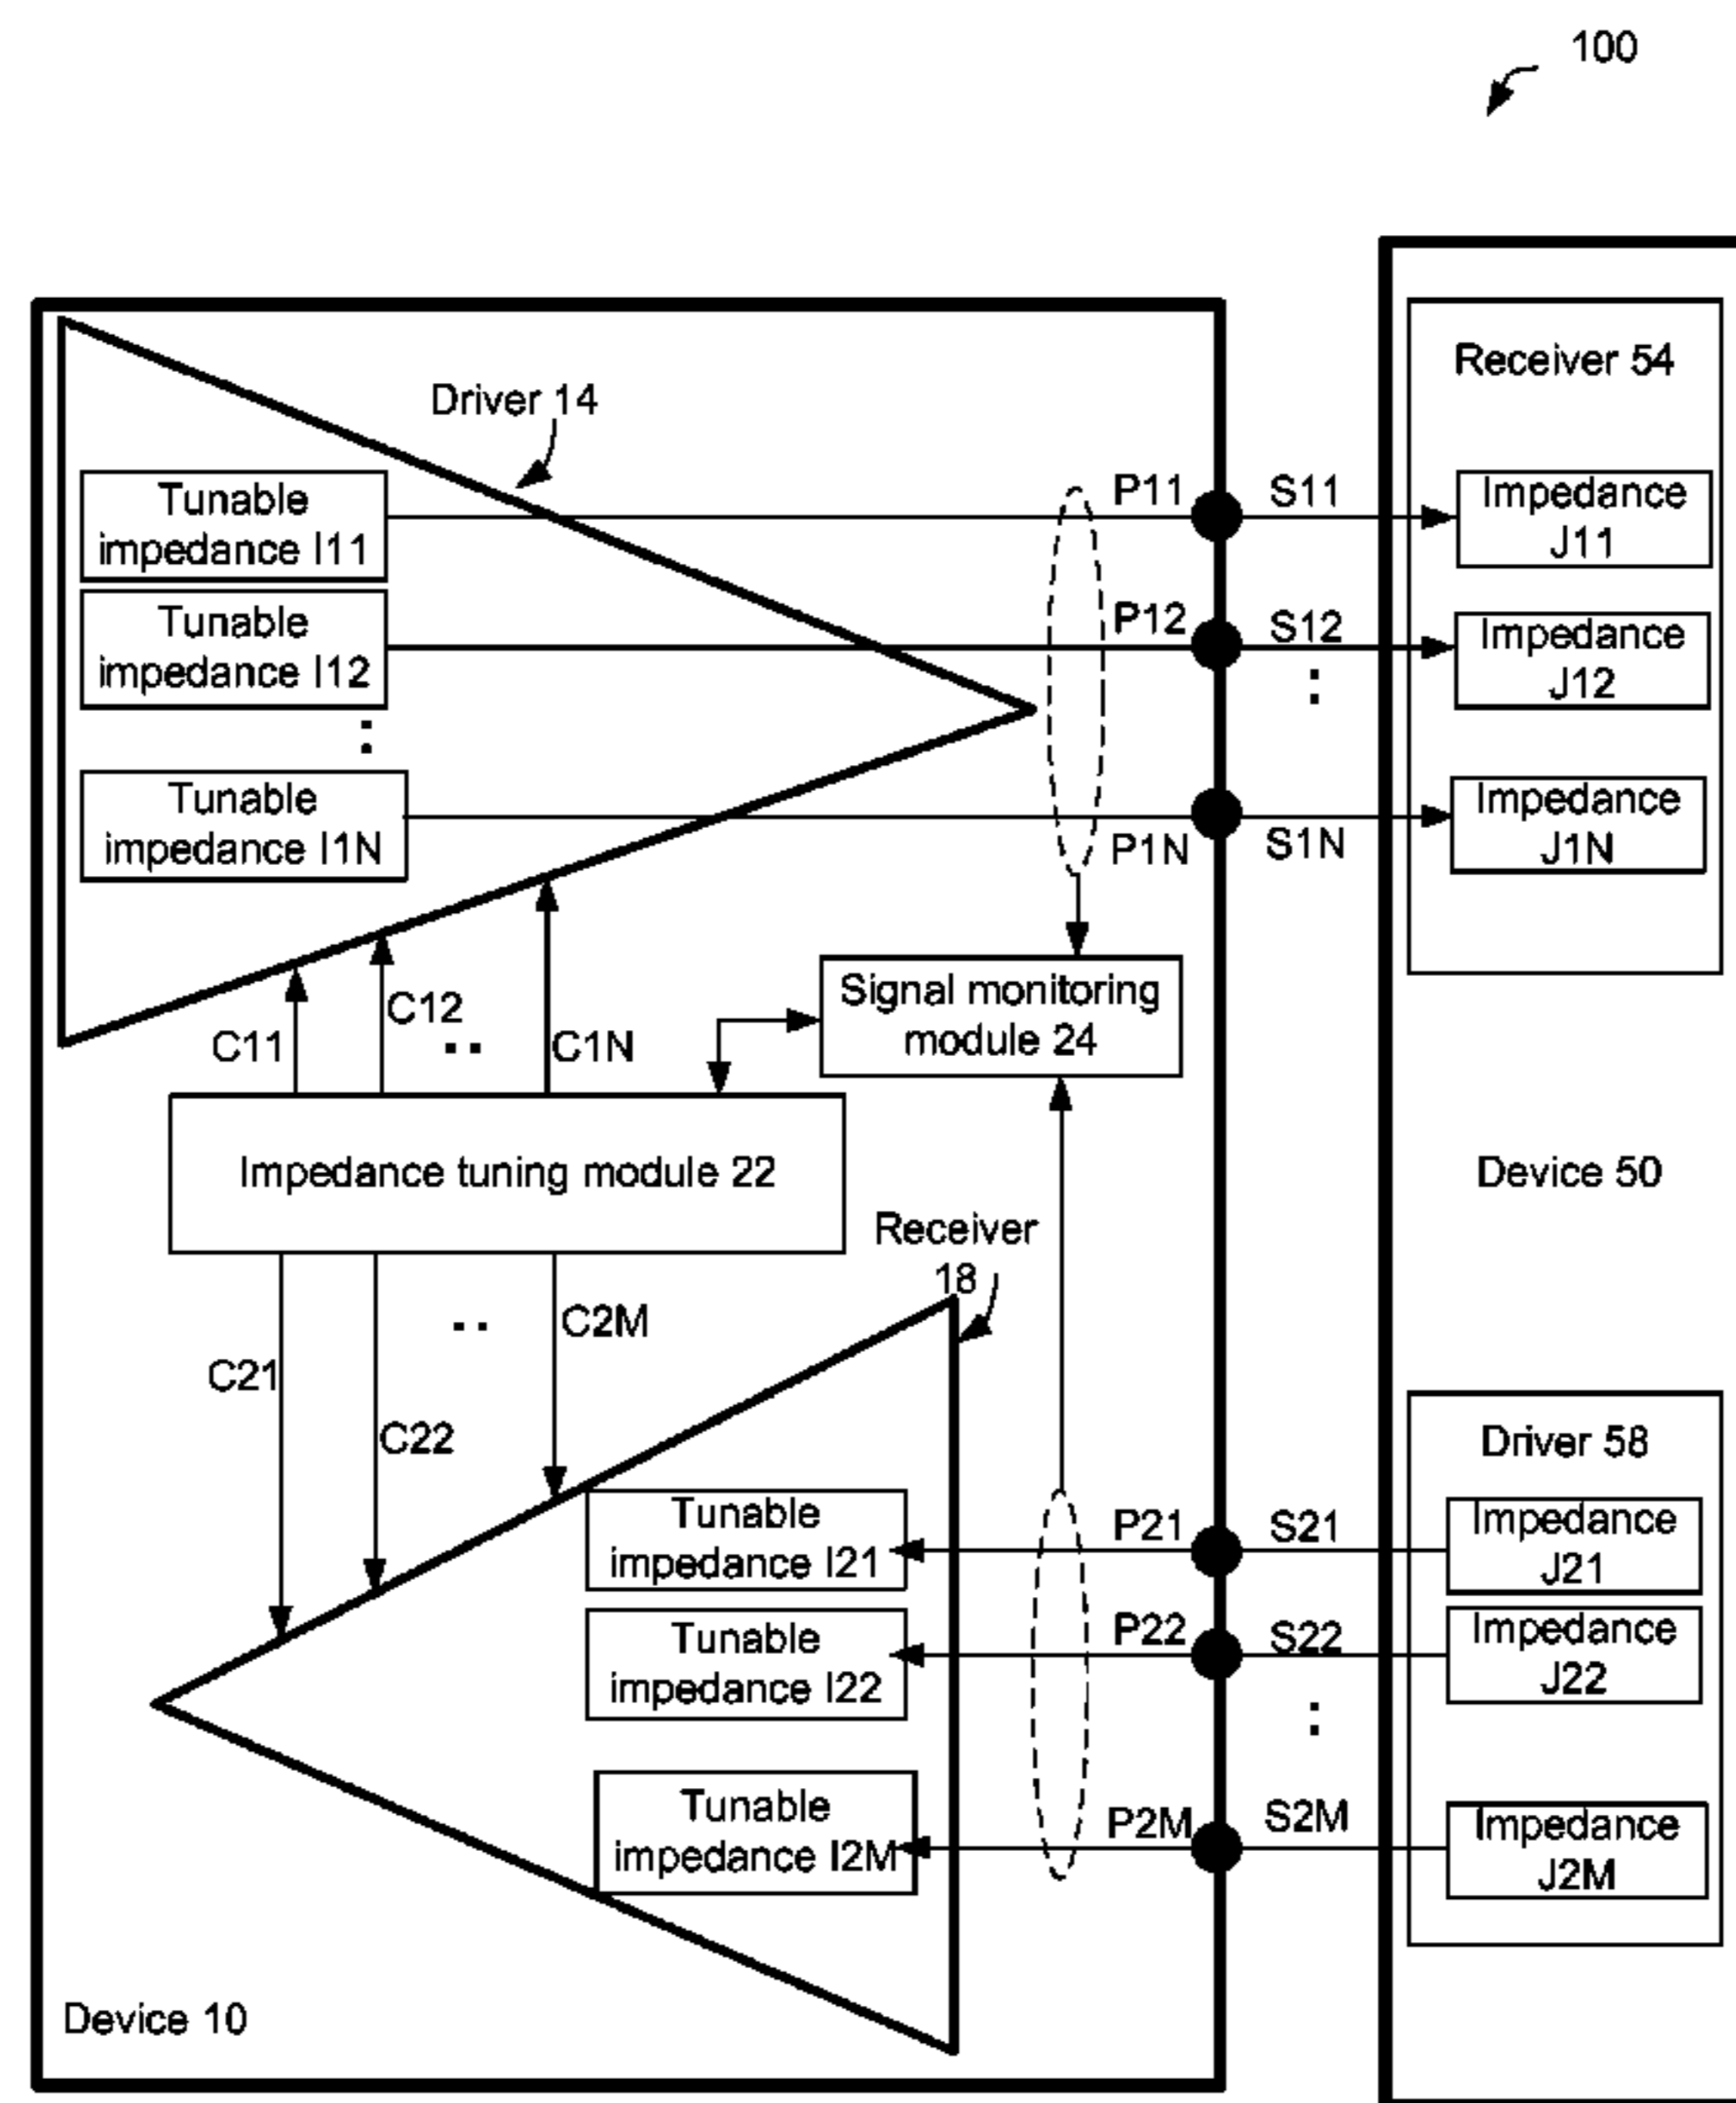 100
Driver 14
Tunable
impedance I11
Tunable
impedance I12
:
Tunable
impedance I1N
P11
S11
P12
S12
:
P1N
S1N
Receiver 54
Impedance
J11
Impedance
J12
Impedance
J1N
C11
C12
..
C1N
Signal monitoring
module 24
Impedance tuning module 22
Device 50
Receiver
18
C21
C22
..
C2M
Tunable
impedance I21
Tunable
impedance I22
Tunable
impedance I2M
P21
S21
P22
S22
:
P2M
S2M
Driver 58
Impedance
J21
Impedance
J22
Impedance
J2M
Device 10